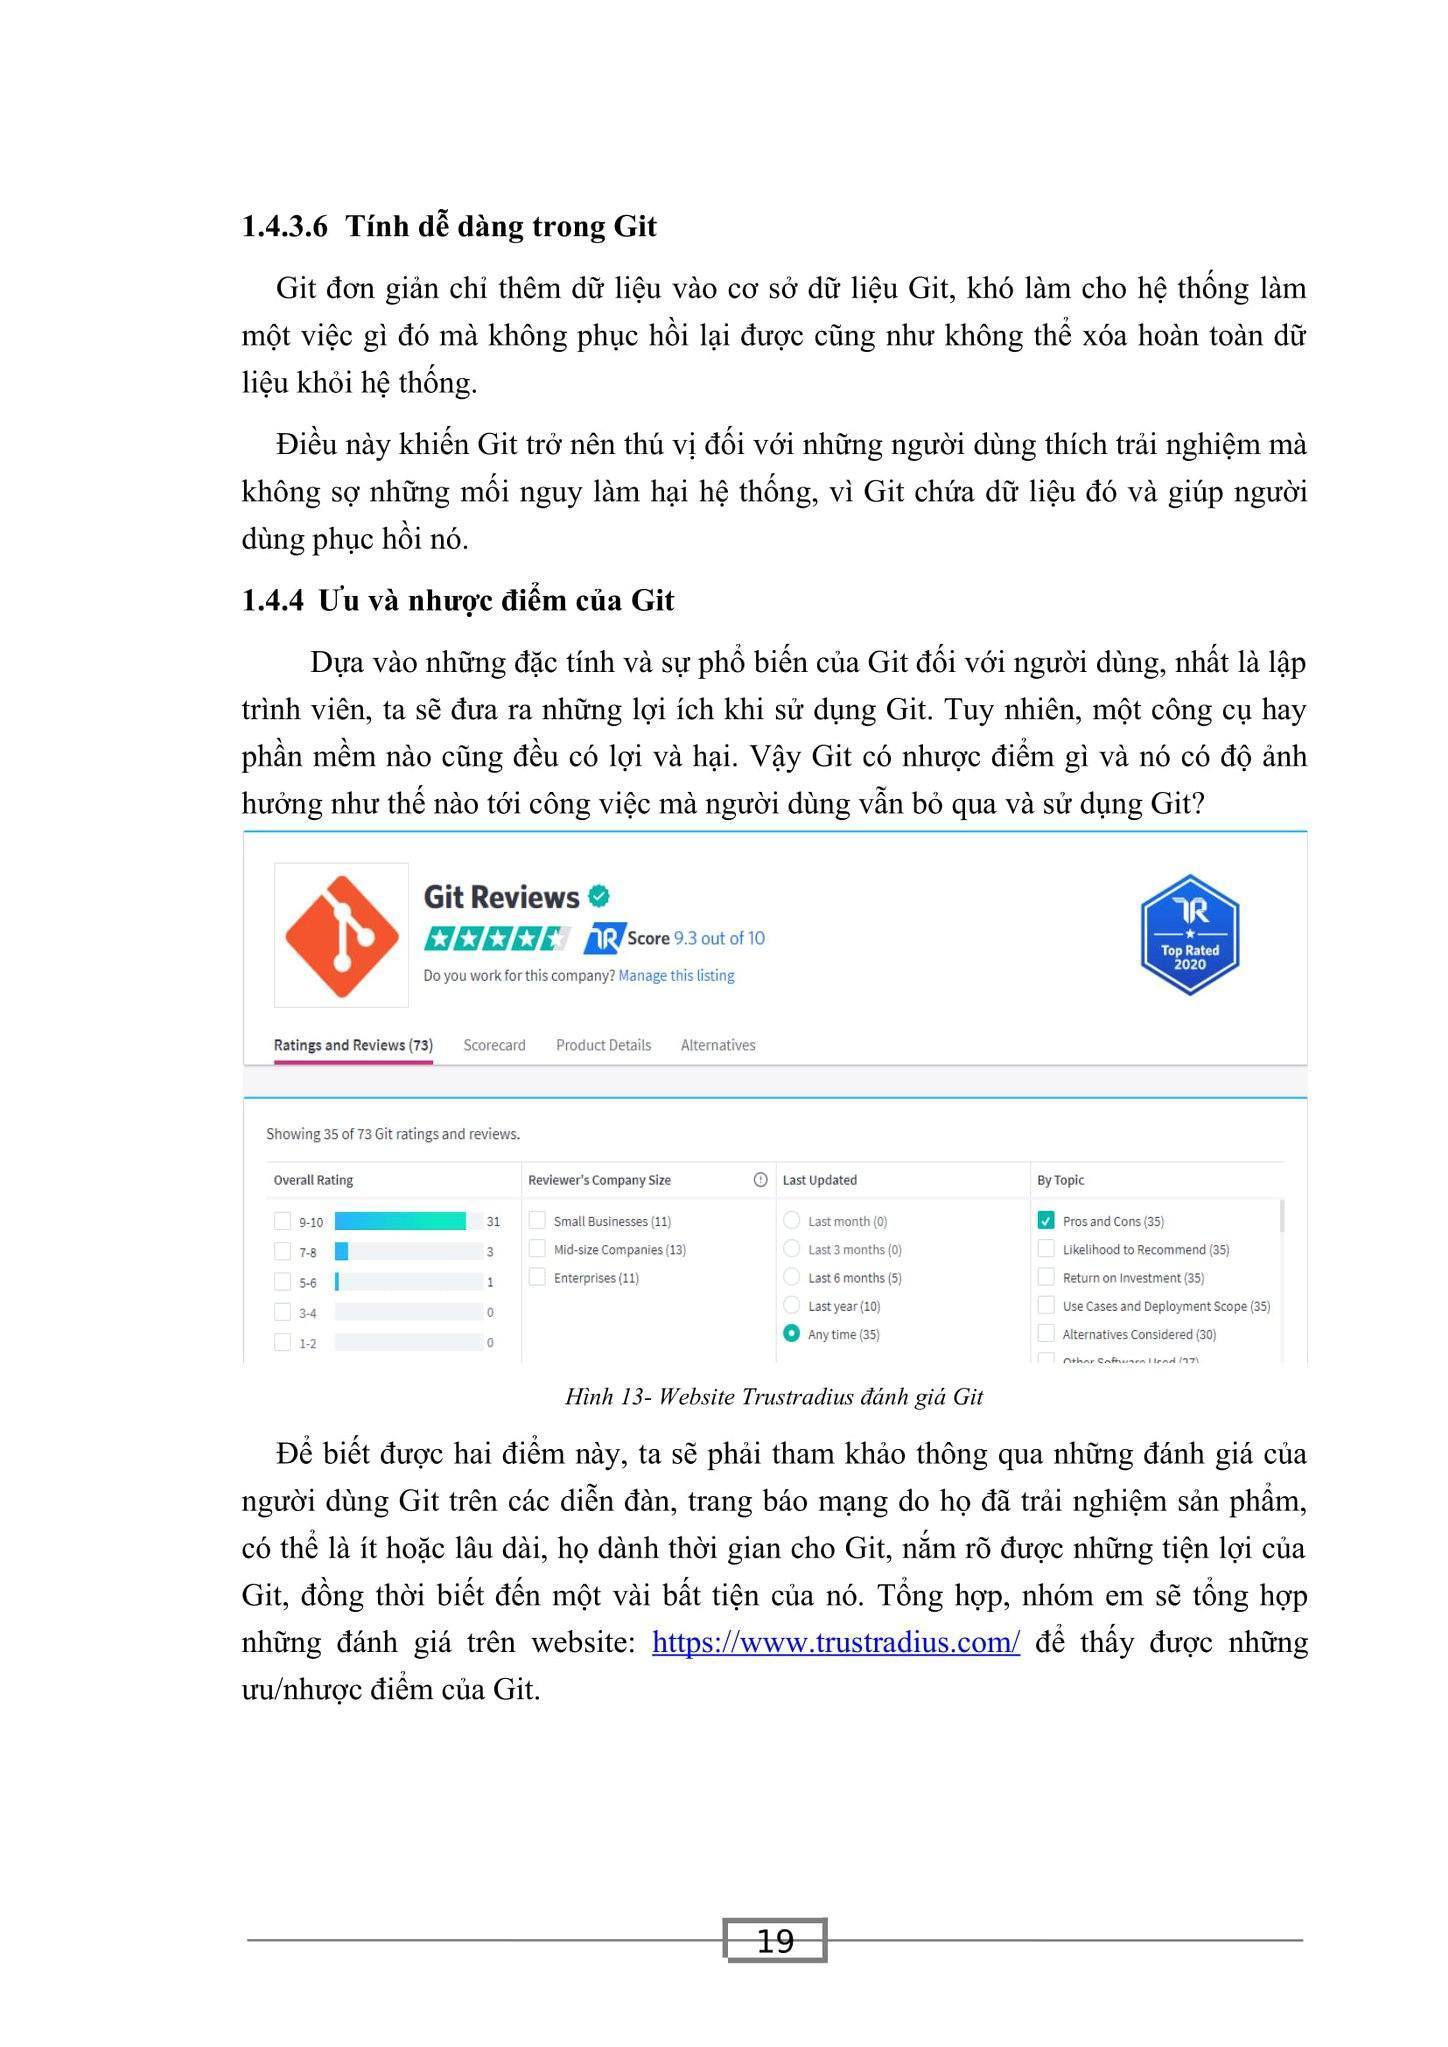 1.4.3.6 Tính dễ dàng trong Git
Git đơn giản chỉ thêm dữ liệu vào cơ sở dữ liệu Git, khó làm cho hệ thống làm
một việc gì đó mà không phục hồi lại được cũng như không thể xóa hoàn toàn dữ
liệu khỏi hệ thống.
Điều này khiến Git trở nên thú vị đối với những người dùng thích trải nghiệm mà
không sợ những mối nguy làm hại hệ thống, vì Git chứa dữ liệu đó và giúp người
dùng phục hồi nó.
1.4.4 Ưu và nhược điểm của Git
Dựa vào những đặc tính và sự phổ biến của Git đối với người dùng, nhất là lập
trình viên, ta sẽ đưa ra những lợi ích khi sử dụng Git. Tuy nhiên, một công cụ hay
phần mềm nào cũng đều có lợi và hại. Vậy Git có nhược điểm gì và nó có độ ảnh
hưởng như thế nào tới công việc mà người dùng vẫn bỏ qua và sử dụng Git?
Git Reviews
TR Score 9.3 out of 10
Do you work for this company? Manage this listing
TR
Top Rated
2020
Ratings and Reviews (73) Scorecard Product Details Alternatives
Showing 35 of 73 Git ratings and reviews.
Overall Rating Reviewer's Company Size Last Updated By Topic
9-10 31 Small Businesses (11) Last month (0) Pros and Cons (35)
7-8 3 Mid-size Companies (13) Last 3 months (0) Likelihood to Recommend (35)
5-6 1 Enterprises (11) Last 6 months (5) Return on Investment (35)
3-4 0 Last year (10) Use Cases and Deployment Scope (35)
1-2 0 Any time (35) Alternatives Considered (30)
Other Software Used (27)
Hình 13- Website Trustradius đánh giá Git
Để biết được hai điểm này, ta sẽ phải tham khảo thông qua những đánh giá của
người dùng Git trên các diễn đàn, trang báo mạng do họ đã trải nghiệm sản phẩm,
có thể là ít hoặc lâu dài, họ dành thời gian cho Git, nắm rõ được những tiện lợi của
Git, đồng thời biết đến một vài bất tiện của nó. Tổng hợp, nhóm em sẽ tổng hợp
những đánh giá trên website: https://www.trustradius.com/ để thấy được những
ưu/nhược điểm của Git.
19